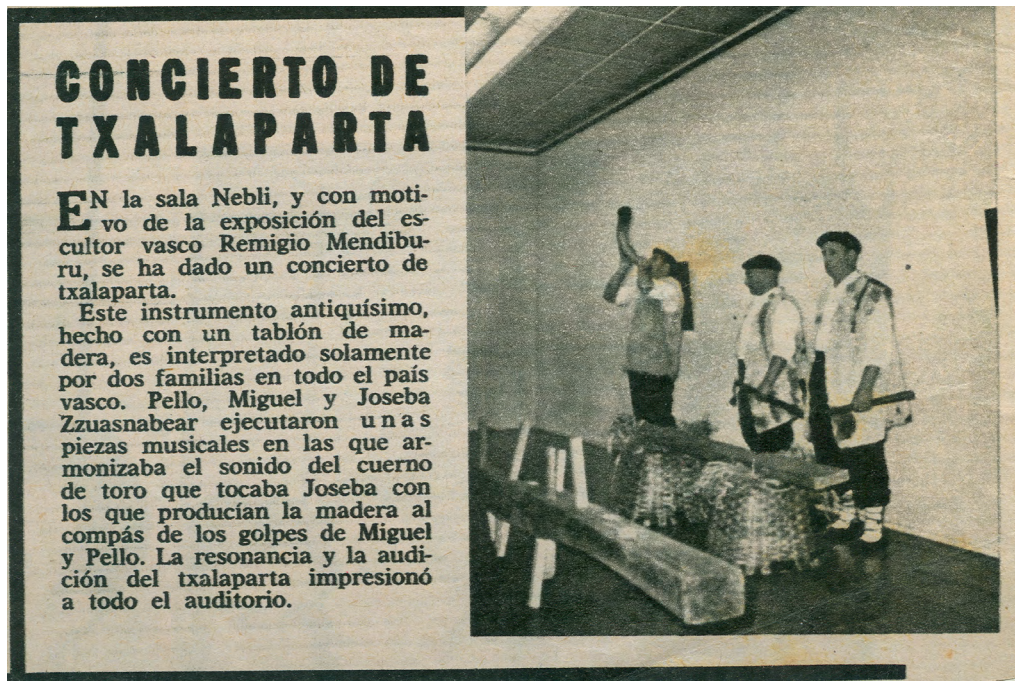 CONCIERTO DE
TXALAPARTA
EN la sala Nebli, y con moti-
vo de la exposición del es-
cultor vasco Remigio Mendibu-
ru, se ha dado un concierto de
txalaparta.
Este instrumento antiquísimo,
hecho con un tablón de ma-
dera, es interpretado solamente
por dos familias en todo el país
vasco. Pello, Miguel y Joseba
Zzuasnabear ejecutaron unas
piezas musicales en las que ar-
monizaba el sonido del cuerno
de toro que tocaba Joseba con
los que producían la madera al
compás de los golpes de Miguel
y Pello. La resonancia y la audi-
ción del txalaparta impresionó
a todo el auditorio.